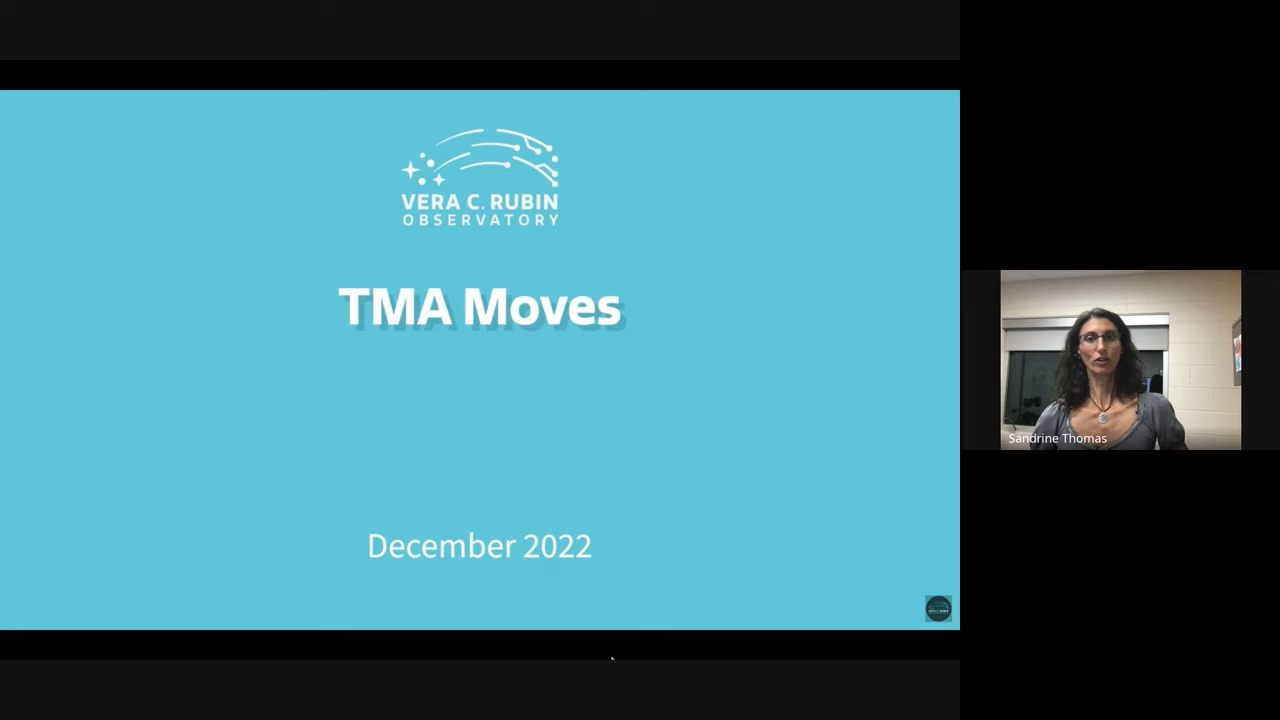 VERA C. RUBIN
OBSERVATORY
TMA Moves
December 2022
Sandrine Thomas